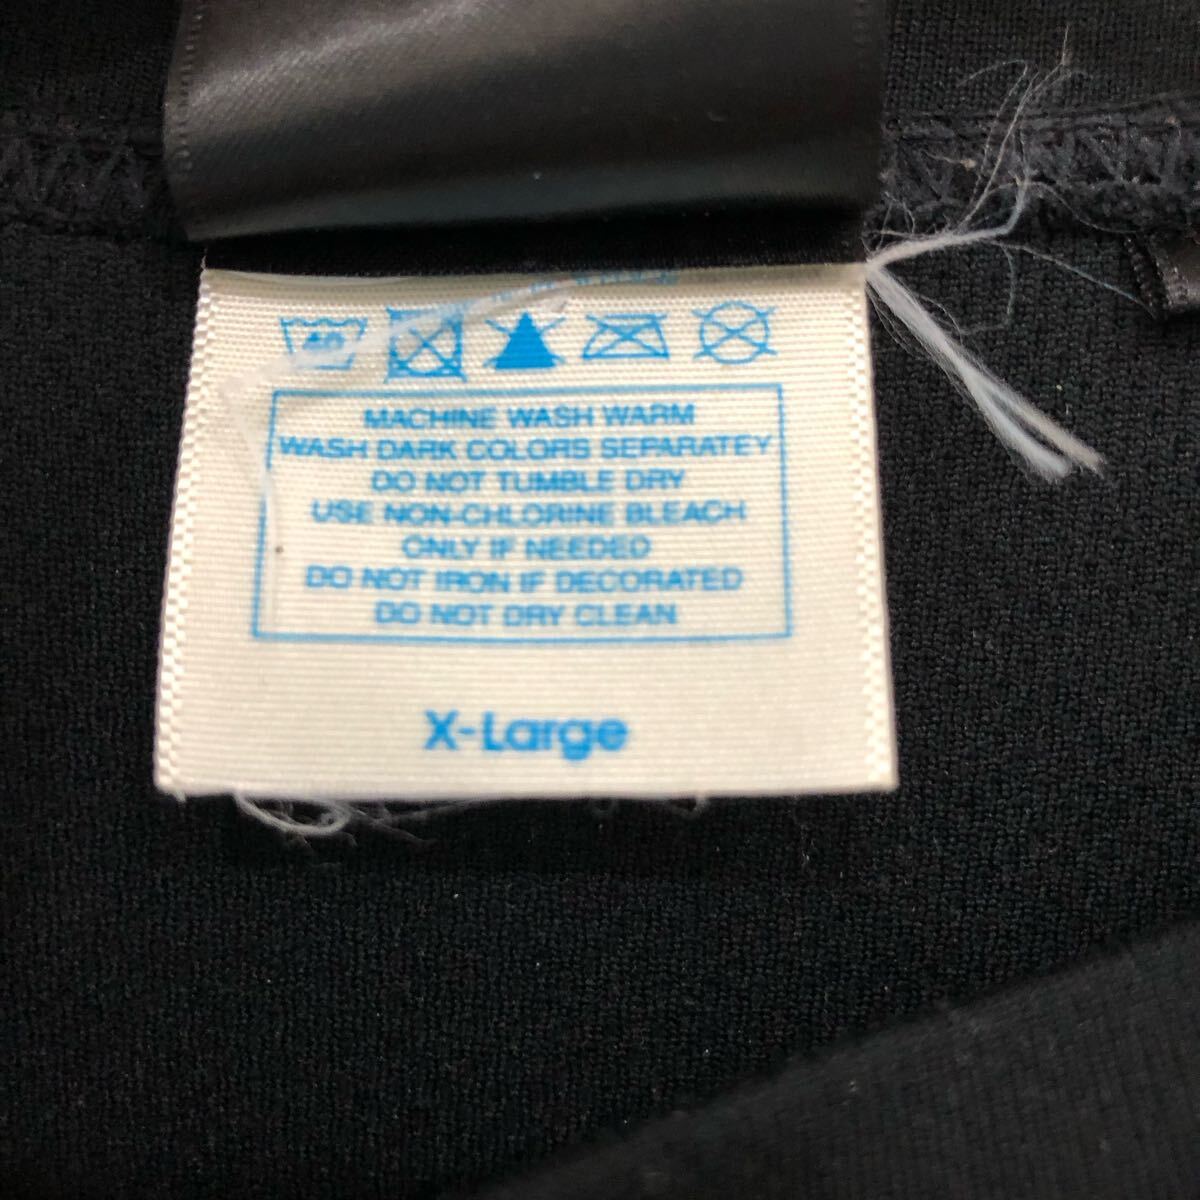 40
MACHINE WASH WARM
WASH DARK COLORS SEPARATEY
DO NOT TUMBLE DRY
USE NON-CHLORINE BLEACH
ONLY IF NEEDED
DO NOT IRON IF DECORATED
DO NOT DRY CLEAN
X-Large